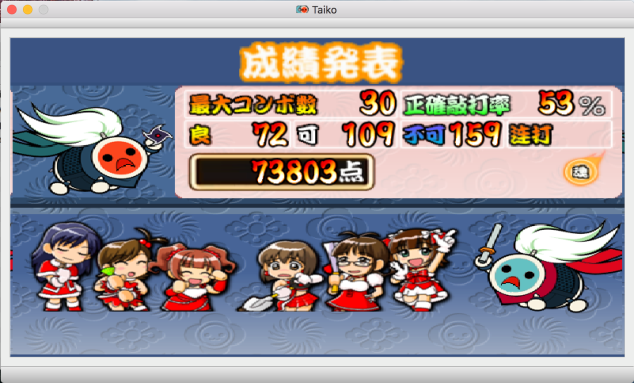 Taiko
成績発表
最大コンボ数 30 正確敲打率 53%
良 72 可 109 不可 159 连打
73803点
魂